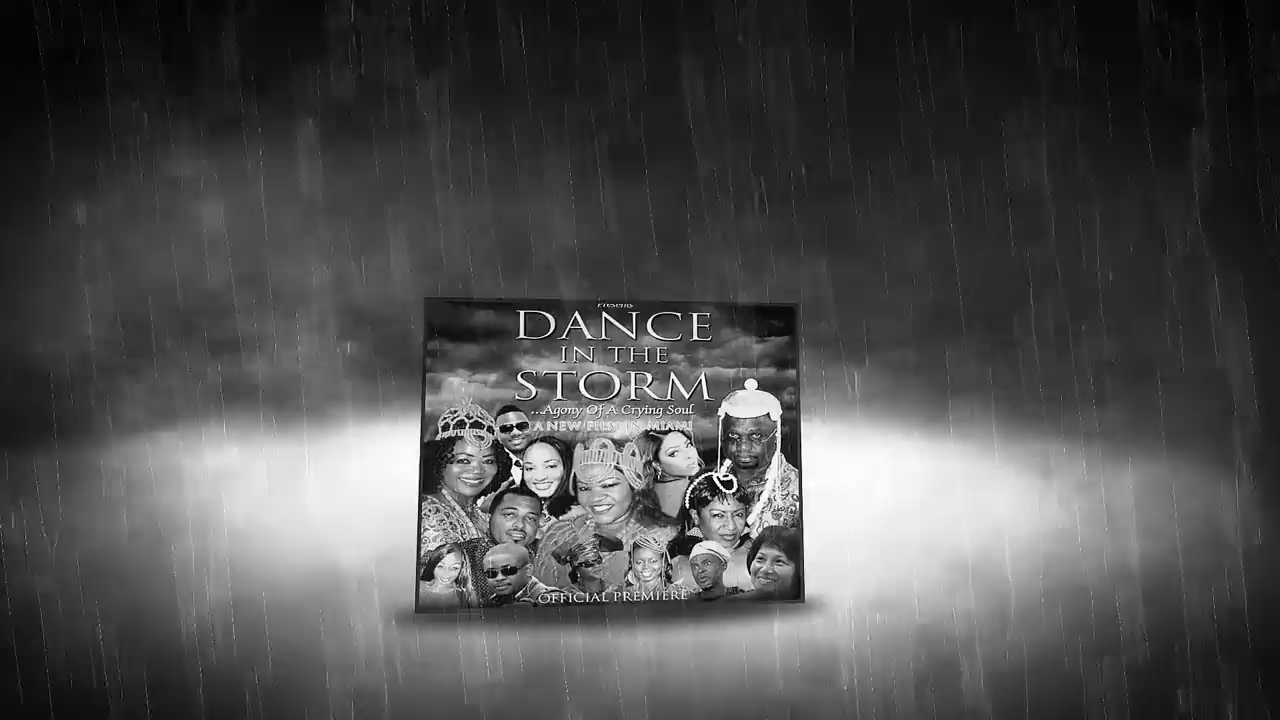 Presents
DANCE
IN THE
STORM
...Agony Of A Crying Soul
A NEW FILM IN MIAMI
OFFICIAL PREMIERE